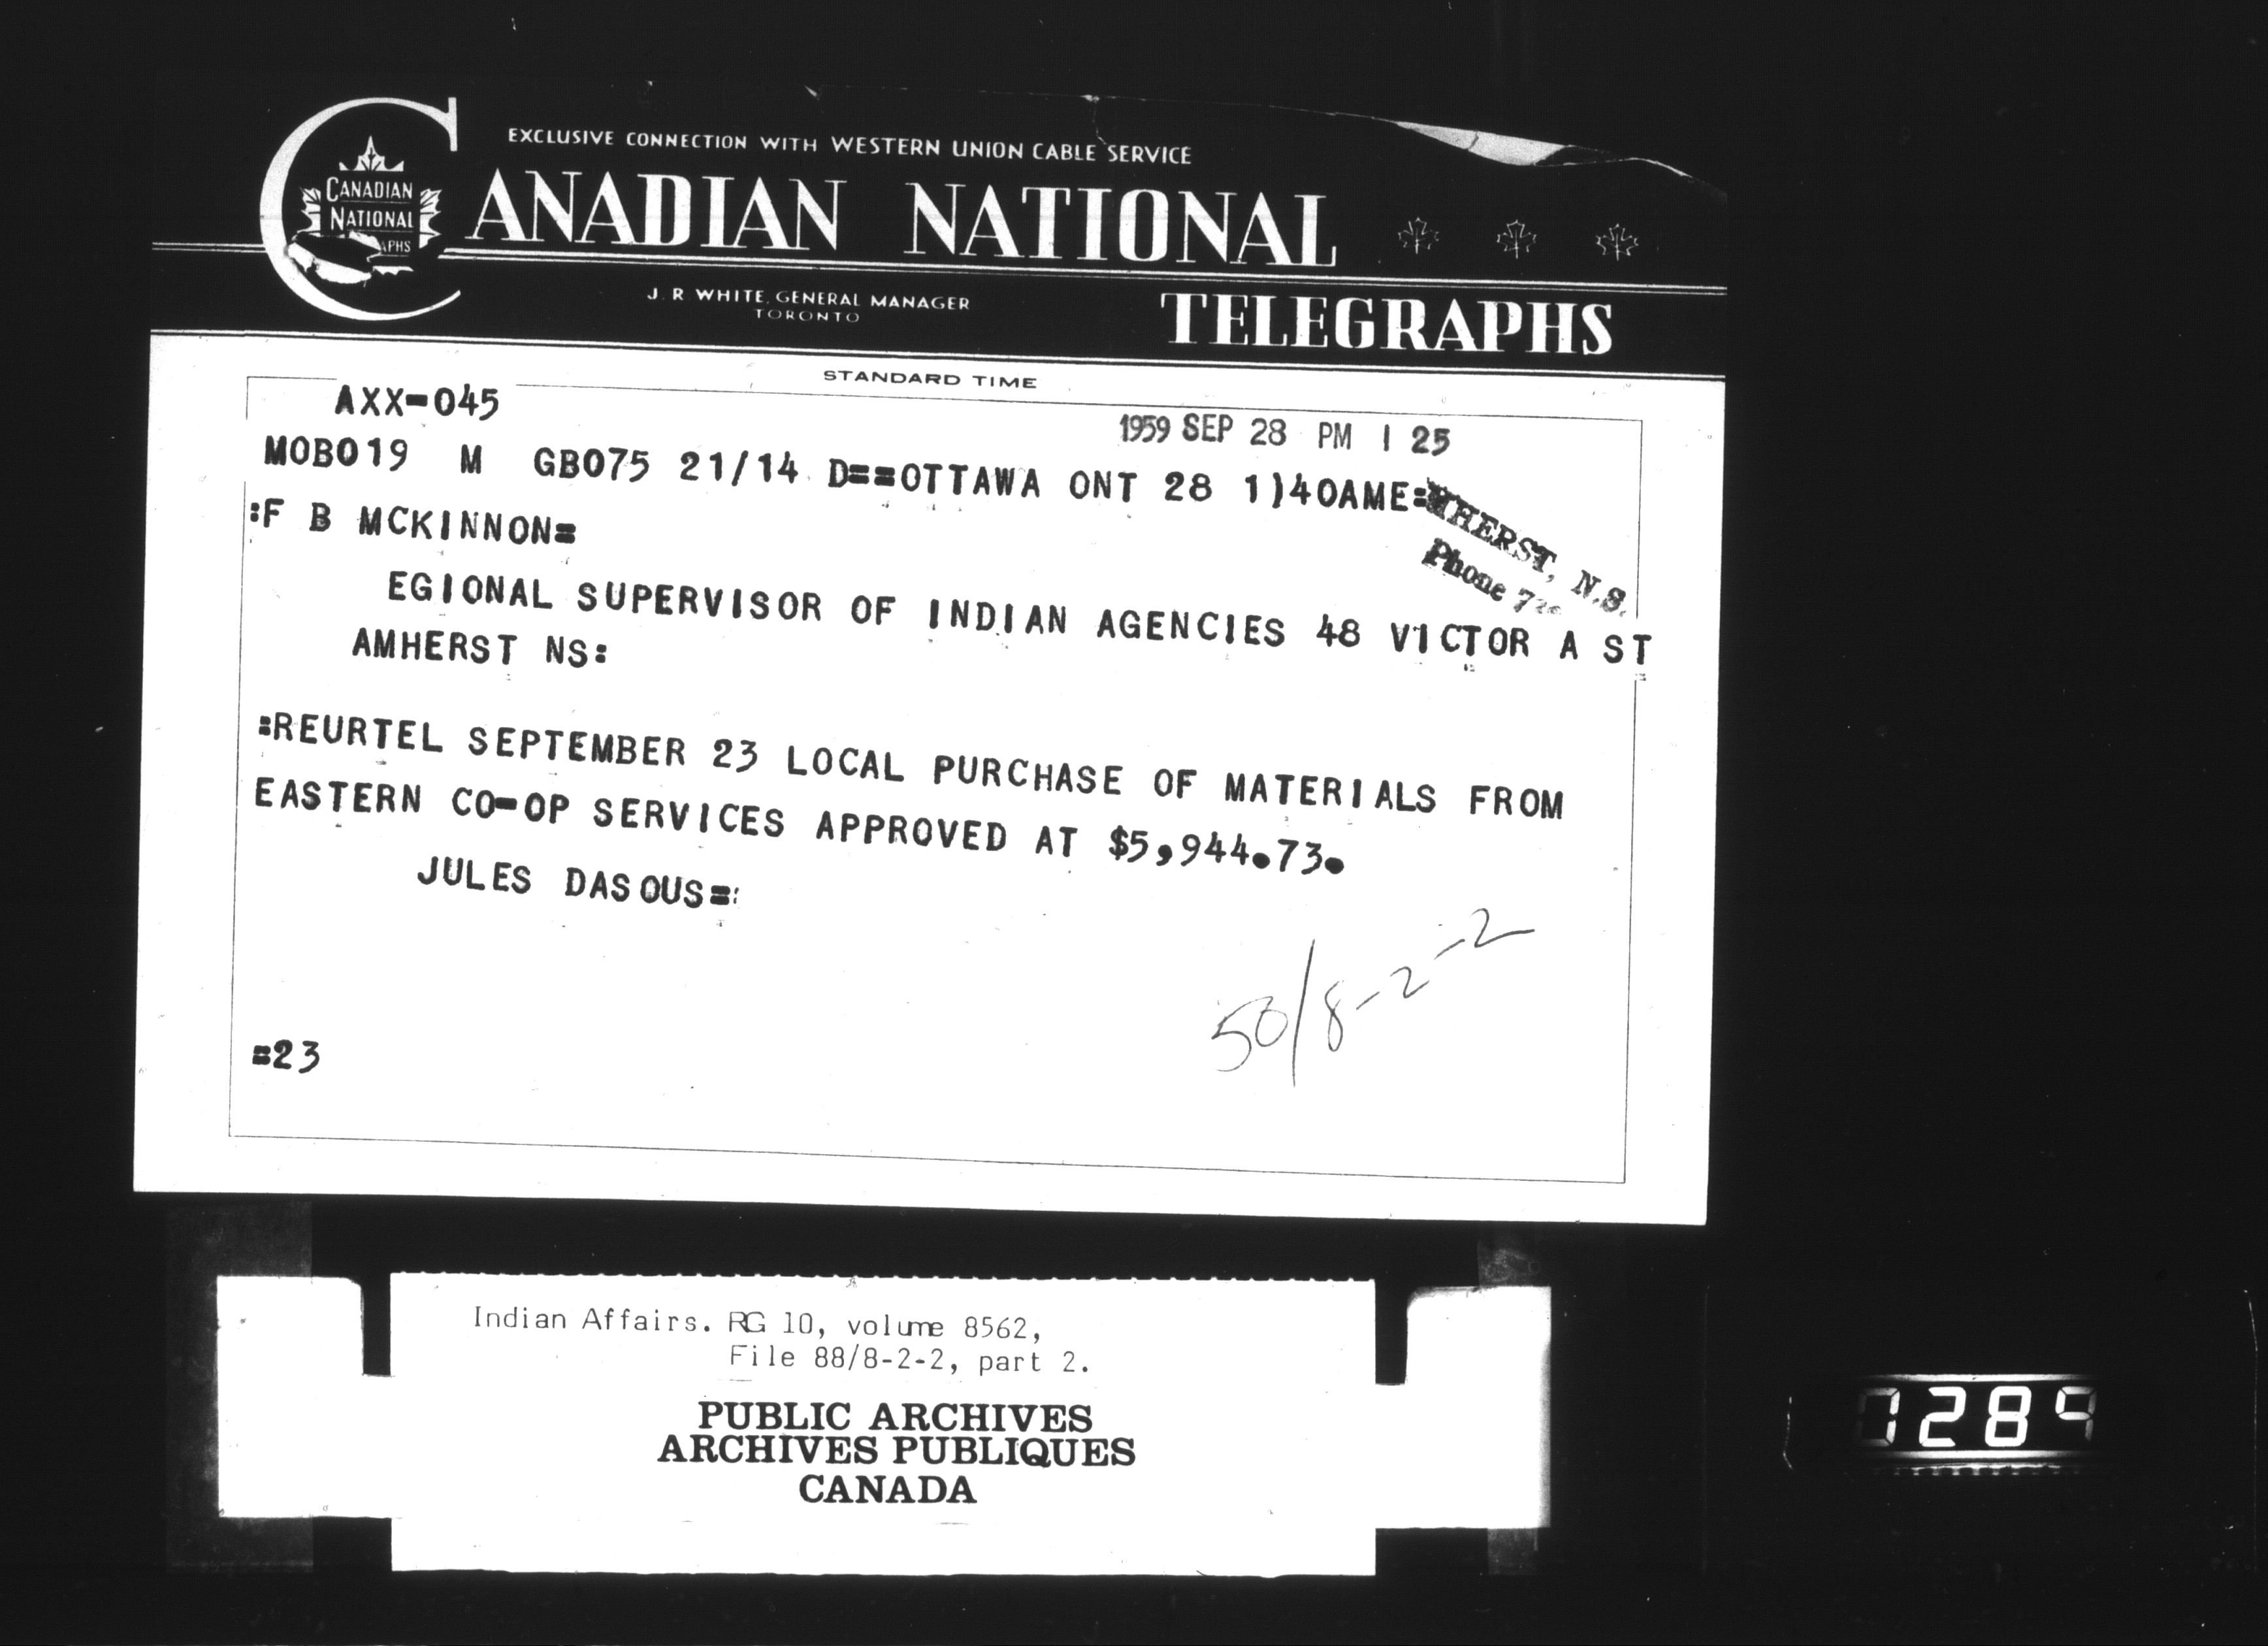 EXCLUSIVE CONNECTION WITH WESTERN UNION CABLE SERVICE
CANADIAN NATIONAL
CANADIAN
NATIONAL
APHS
J. R. WHITE, GENERAL MANAGER
TORONTO
TELEGRAPHS
STANDARD TIME
AXX-045
1959 SEP 28 PM 1 25
MOB019 M GB075 21/14 D==OTTAWA ONT 28 1)40AME=
MHERST, N.S.
Phone
:F B MCKINNON=
EGIONAL SUPERVISOR OF INDIAN AGENCIES 48 VICTOR A ST
AMHERST NS:
:REURTEL SEPTEMBER 23 LOCAL PURCHASE OF MATERIALS FROM
EASTERN CO-OP SERVICES APPROVED AT $5,944.73.
JULES DASOUS=:
50/8-2-2
=23
Indian Affairs. RG 10, volume 8562,
File 88/8-2-2, part 2.
PUBLIC ARCHIVES
ARCHIVES PUBLIQUES
CANADA
1289